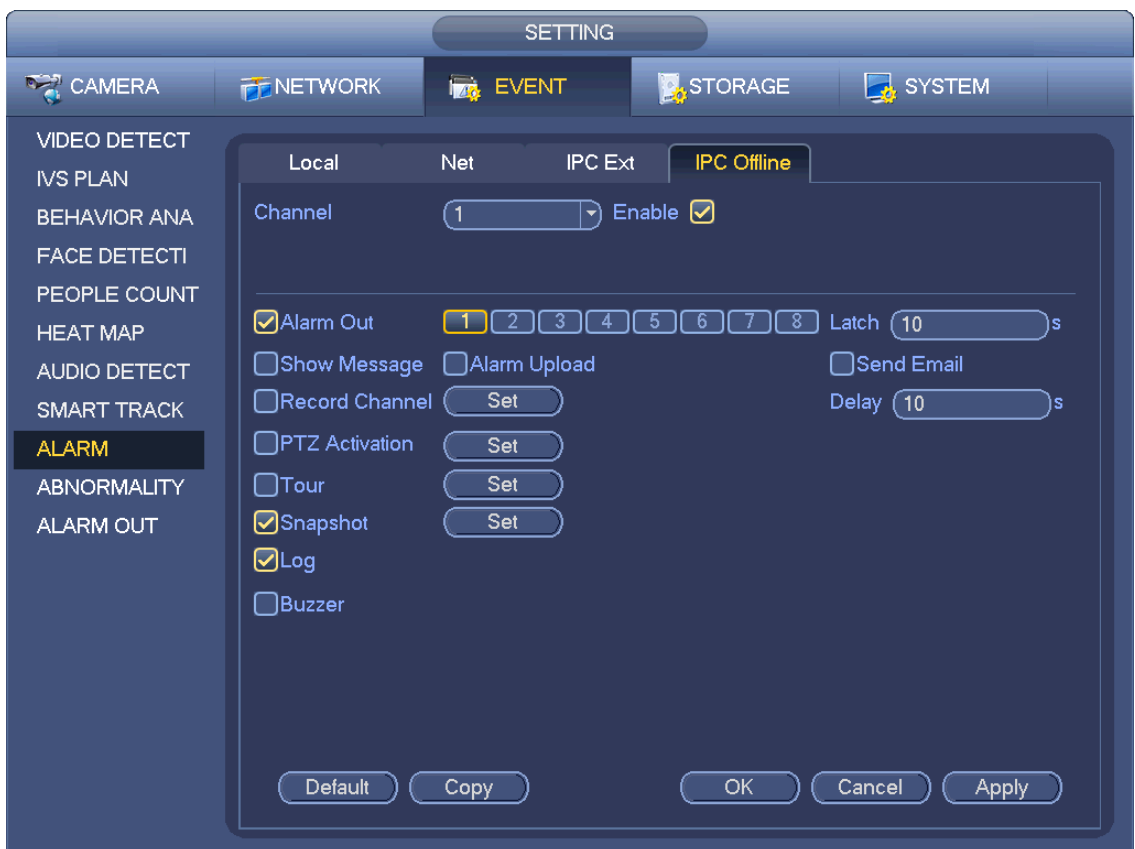 SETTING
CAMERA NETWORK EVENT STORAGE SYSTEM
VIDEO DETECT
IVS PLAN
BEHAVIOR ANA
FACE DETECTI
PEOPLE COUNT
HEAT MAP
AUDIO DETECT
SMART TRACK
ALARM
ABNORMALITY
ALARM OUT
Local Net IPC Ext IPC Offline
Channel 1 Enable
Alarm Out 1 2 3 4 5 6 7 8 Latch 10 s
Show Message Alarm Upload Send Email
Record Channel Set Delay 10 s
PTZ Activation Set
Tour Set
Snapshot Set
Log
Buzzer
Default Copy OK Cancel Apply